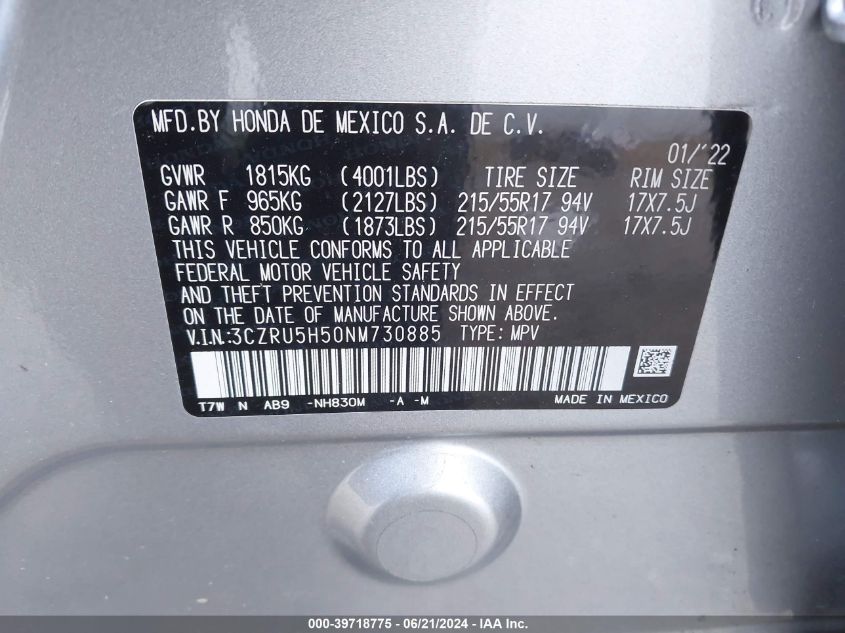 MFD.BY HONDA DE MEXICO S.A. DE C.V.
01/'22
GVWR 1815KG (4001LBS) TIRE SIZE RIM SIZE
GAWR F 965KG (2127LBS) 215/55R17 94V 17X7.5J
GAWR R 850KG (1873LBS) 215/55R17 94V 17X7.5J
THIS VEHICLE CONFORMS TO ALL APPLICABLE
FEDERAL MOTOR VEHICLE SAFETY
AND THEFT PREVENTION STANDARDS IN EFFECT
ON THE DATE OF MANUFACTURE SHOWN ABOVE.
V.I.N.:3CZRU5H50NM730885 TYPE: MPV
T7W N AB9 -NH830M -A -M MADE IN MEXICO
000-39718775 - 06/21/2024 - IAA Inc.